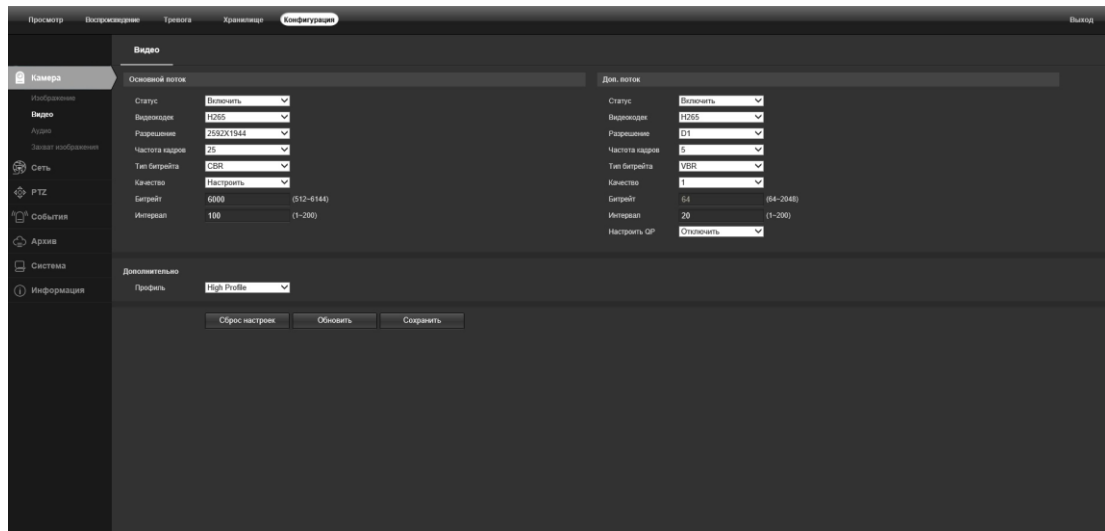 Просмотр Воспроизведение Тревога Хранилище Конфигурация Выход
Видео
Камера
Изображение
Видео
Аудио
Захват изображения
Сеть
PTZ
События
Архив
Система
Информация
Основной поток
Статус Включить
Видеокодек H265
Разрешение 2592X1944
Частота кадров 25
Тип битрейта CBR
Качество Настроить
Битрейт 6000 (512~6144)
Интервал 100 (1~200)
Доп. поток
Статус Включить
Видеокодек H265
Разрешение D1
Частота кадров 5
Тип битрейта VBR
Качество 1
Битрейт 64 (64~2048)
Интервал 20 (1~200)
Настроить QP Отключить
Дополнительно
Профиль High Profile
Сброс настроек Обновить Сохранить